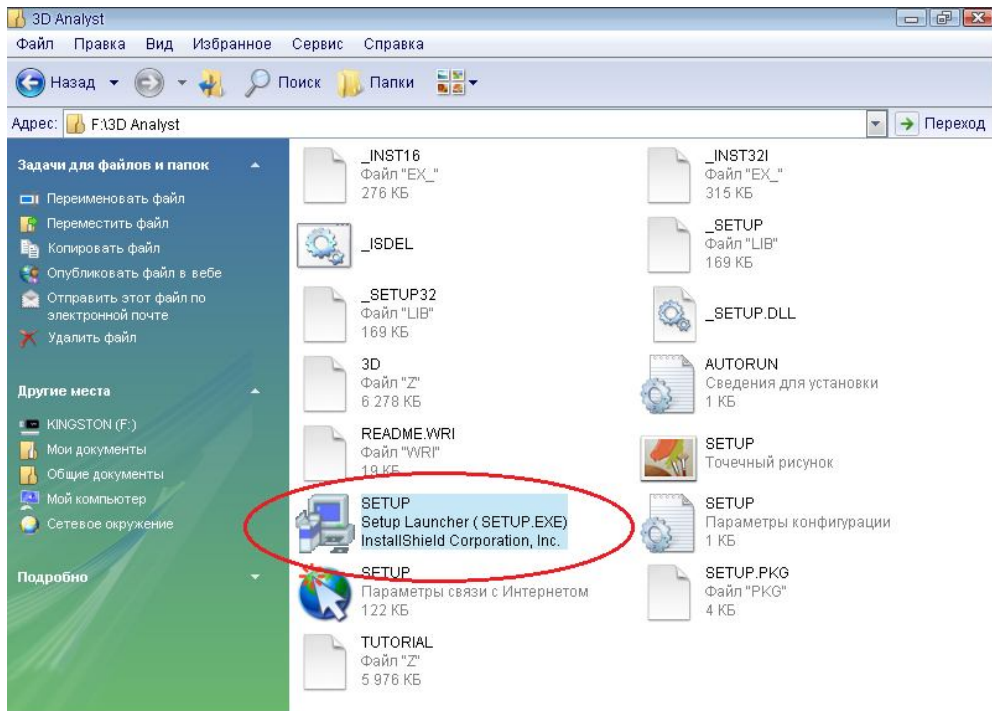 3D Analyst
Файл Правка Вид Избранное Сервис Справка
Назад Поиск Папки
Адрес: F:\3D Analyst Переход
Задачи для файлов и папок
Переименовать файл
Переместить файл
Копировать файл
Опубликовать файл в вебе
Отправить этот файл по
электронной почте
Удалить файл
Другие места
KINGSTON (F:)
Мои документы
Общие документы
Мой компьютер
Сетевое окружение
Подробно
_INST16
Файл "EX_"
276 КБ
_INST32I
Файл "EX_"
315 КБ
_ISDEL
_SETUP
Файл "LIB"
169 КБ
_SETUP32
Файл "LIB"
169 КБ
_SETUP.DLL
3D
Файл "Z"
6 278 КБ
AUTORUN
Сведения для установки
1 КБ
README.WRI
Файл "WRI"
19 КБ
SETUP
Точечный рисунок
SETUP
Setup Launcher ( SETUP.EXE)
InstallShield Corporation, Inc.
SETUP
Параметры конфигурации
1 КБ
SETUP
Параметры связи с Интернетом
122 КБ
SETUP.PKG
Файл "PKG"
4 КБ
TUTORIAL
Файл "Z"
5 976 КБ